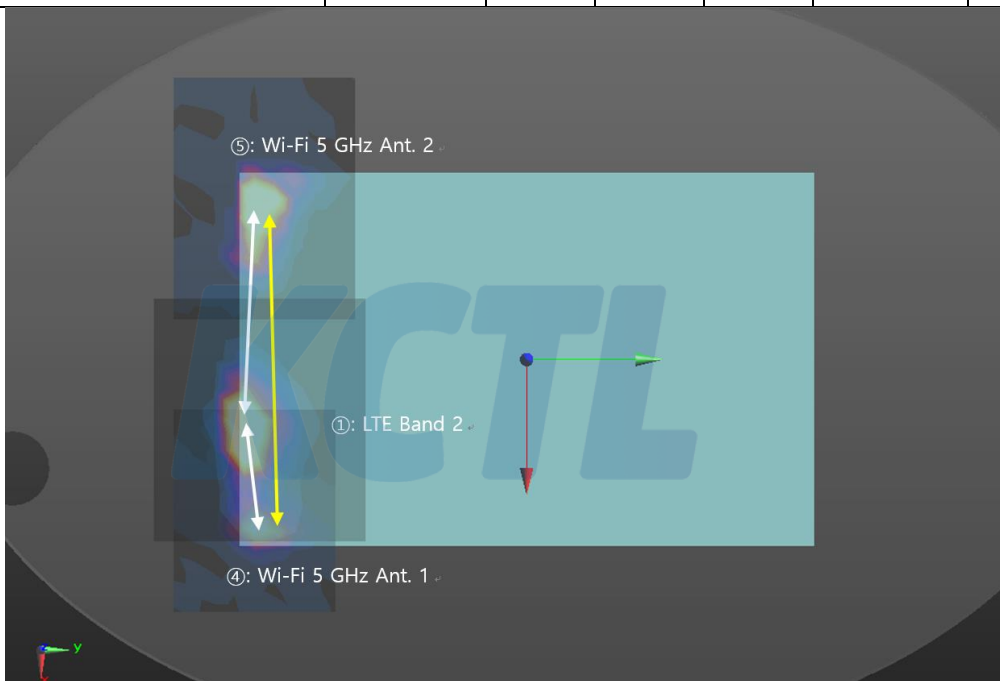 ⑤: Wi-Fi 5 GHz Ant. 2
KCTL
①: LTE Band 2
④: Wi-Fi 5 GHz Ant. 1
y
x